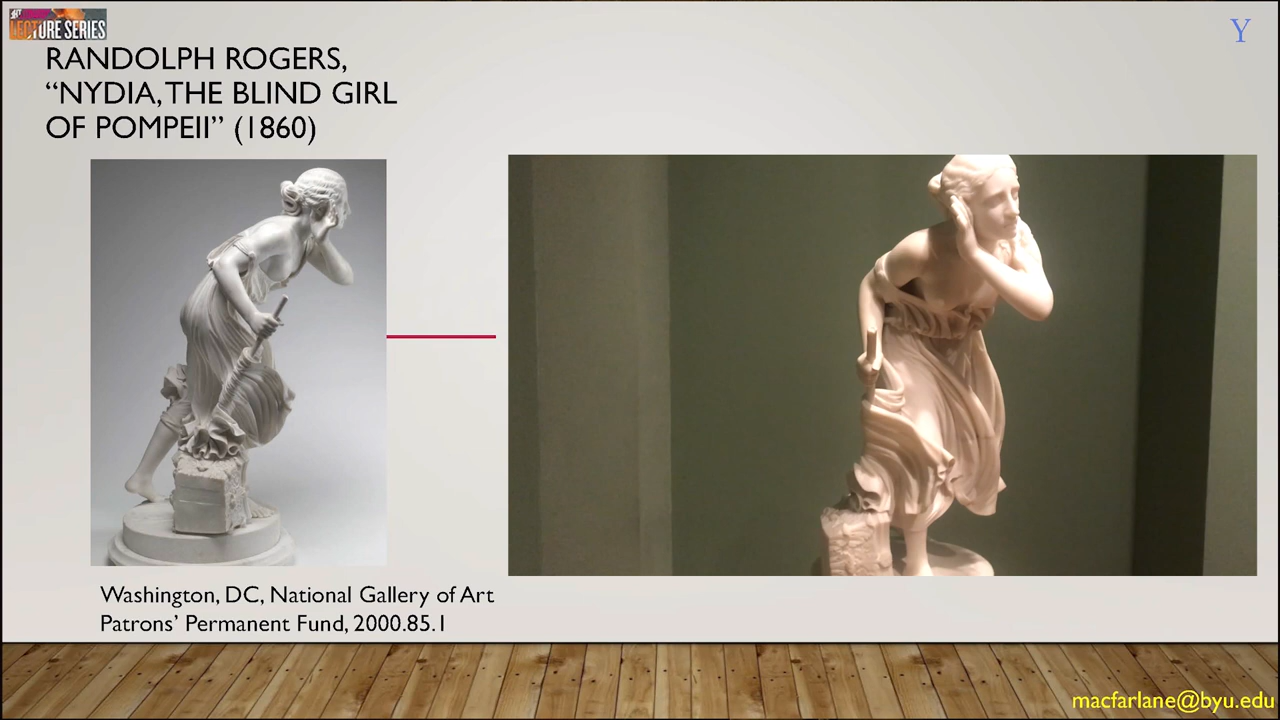 LECTURE SERIES
Y
RANDOLPH ROGERS,
“NYDIA, THE BLIND GIRL
OF POMPEII” (1860)
Washington, DC, National Gallery of Art
Patrons’ Permanent Fund, 2000.85.1
macfarlane@byu.edu